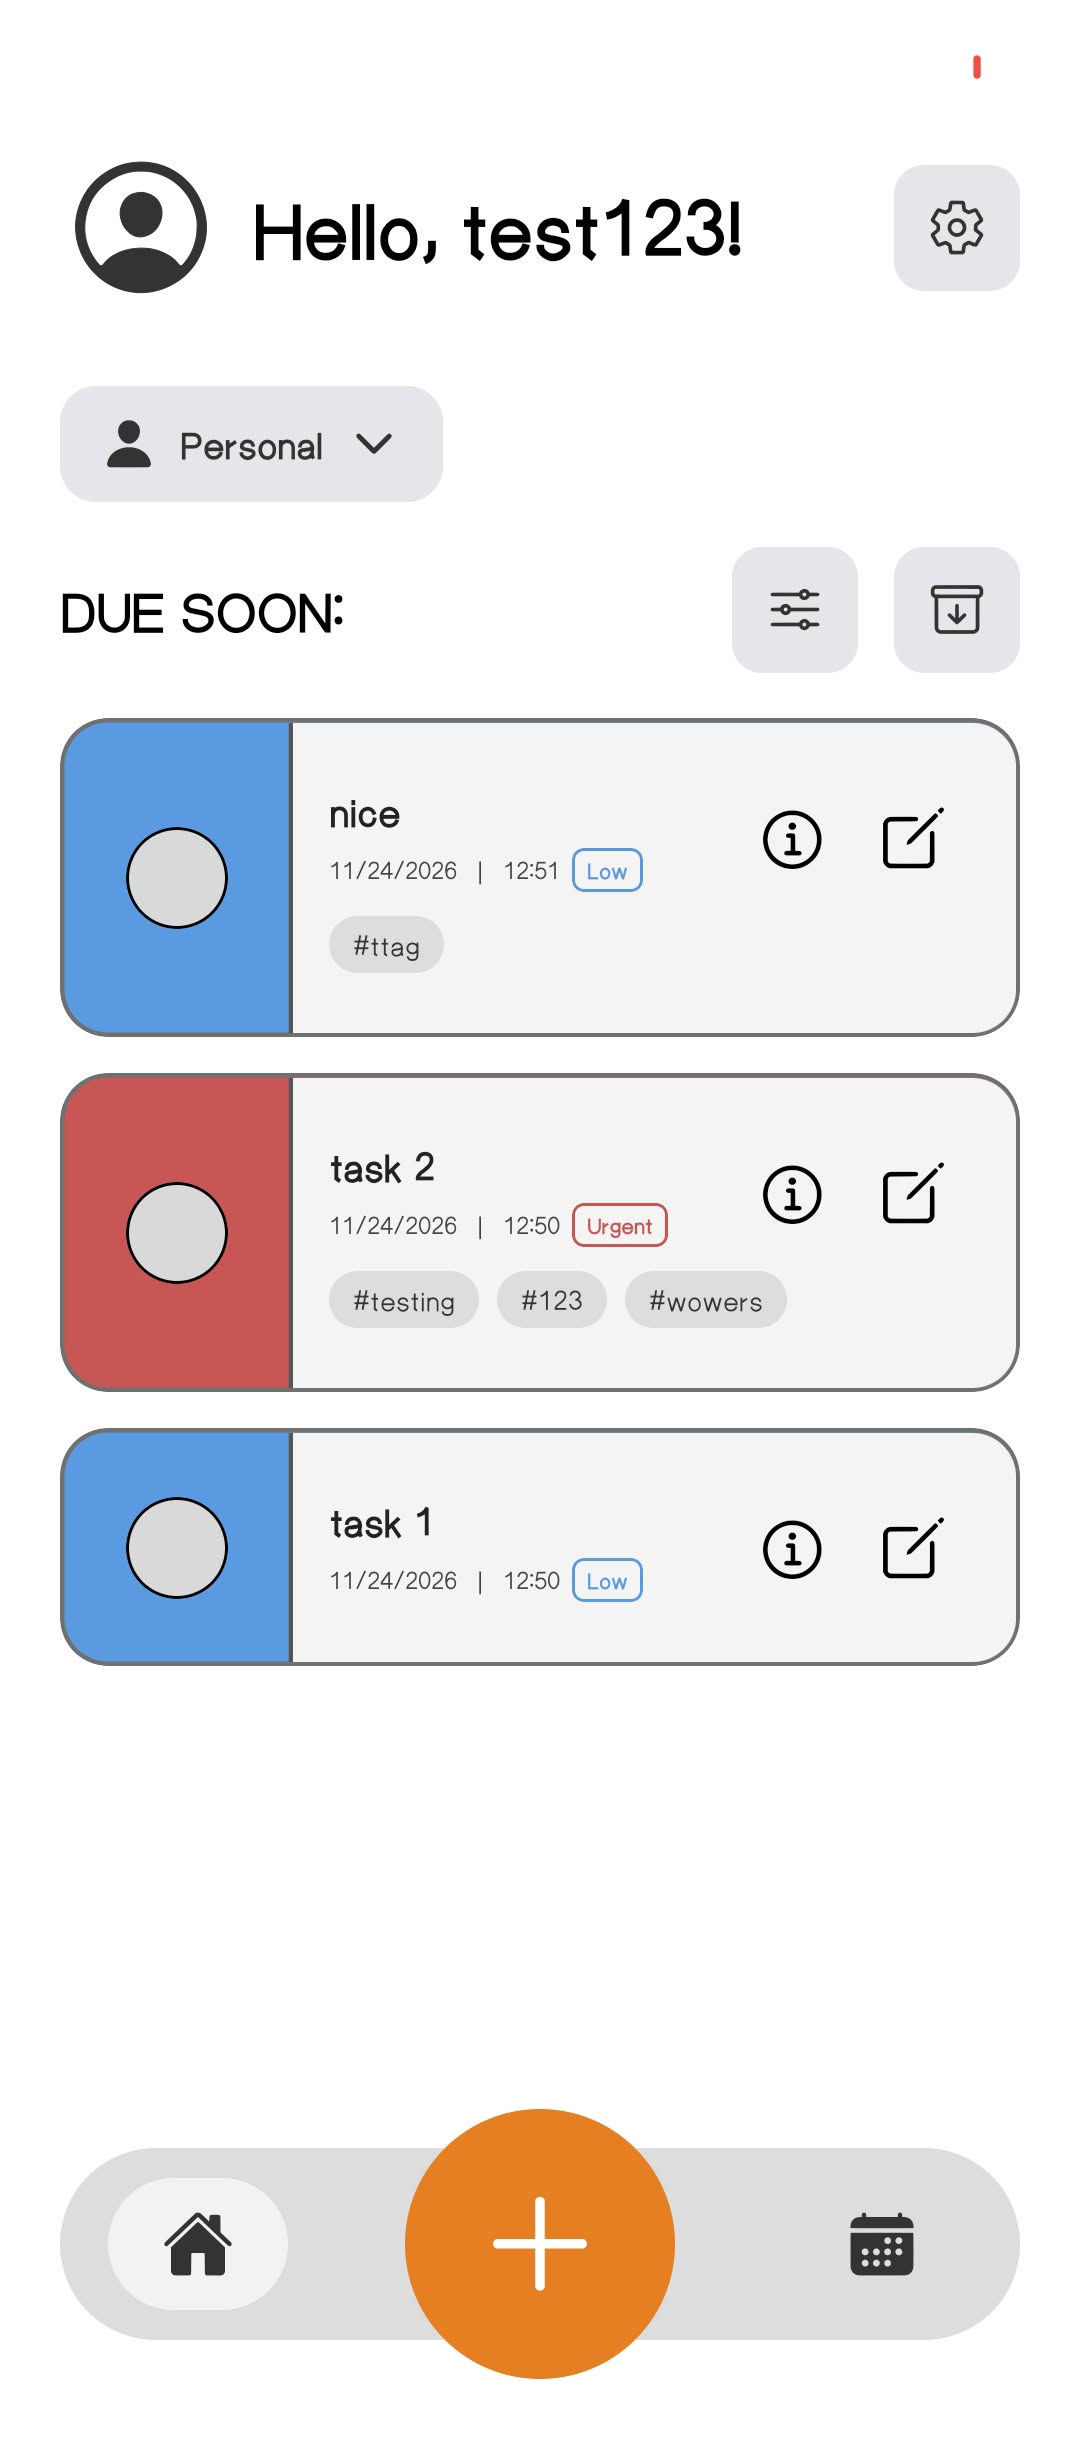 Hello, test123!
Personal
DUE SOON:
nice
11/24/2026 | 12:51 Low
#ttag
task 2
11/24/2026 | 12:50 Urgent
#testing #123 #wowers
task 1
11/24/2026 | 12:50 Low